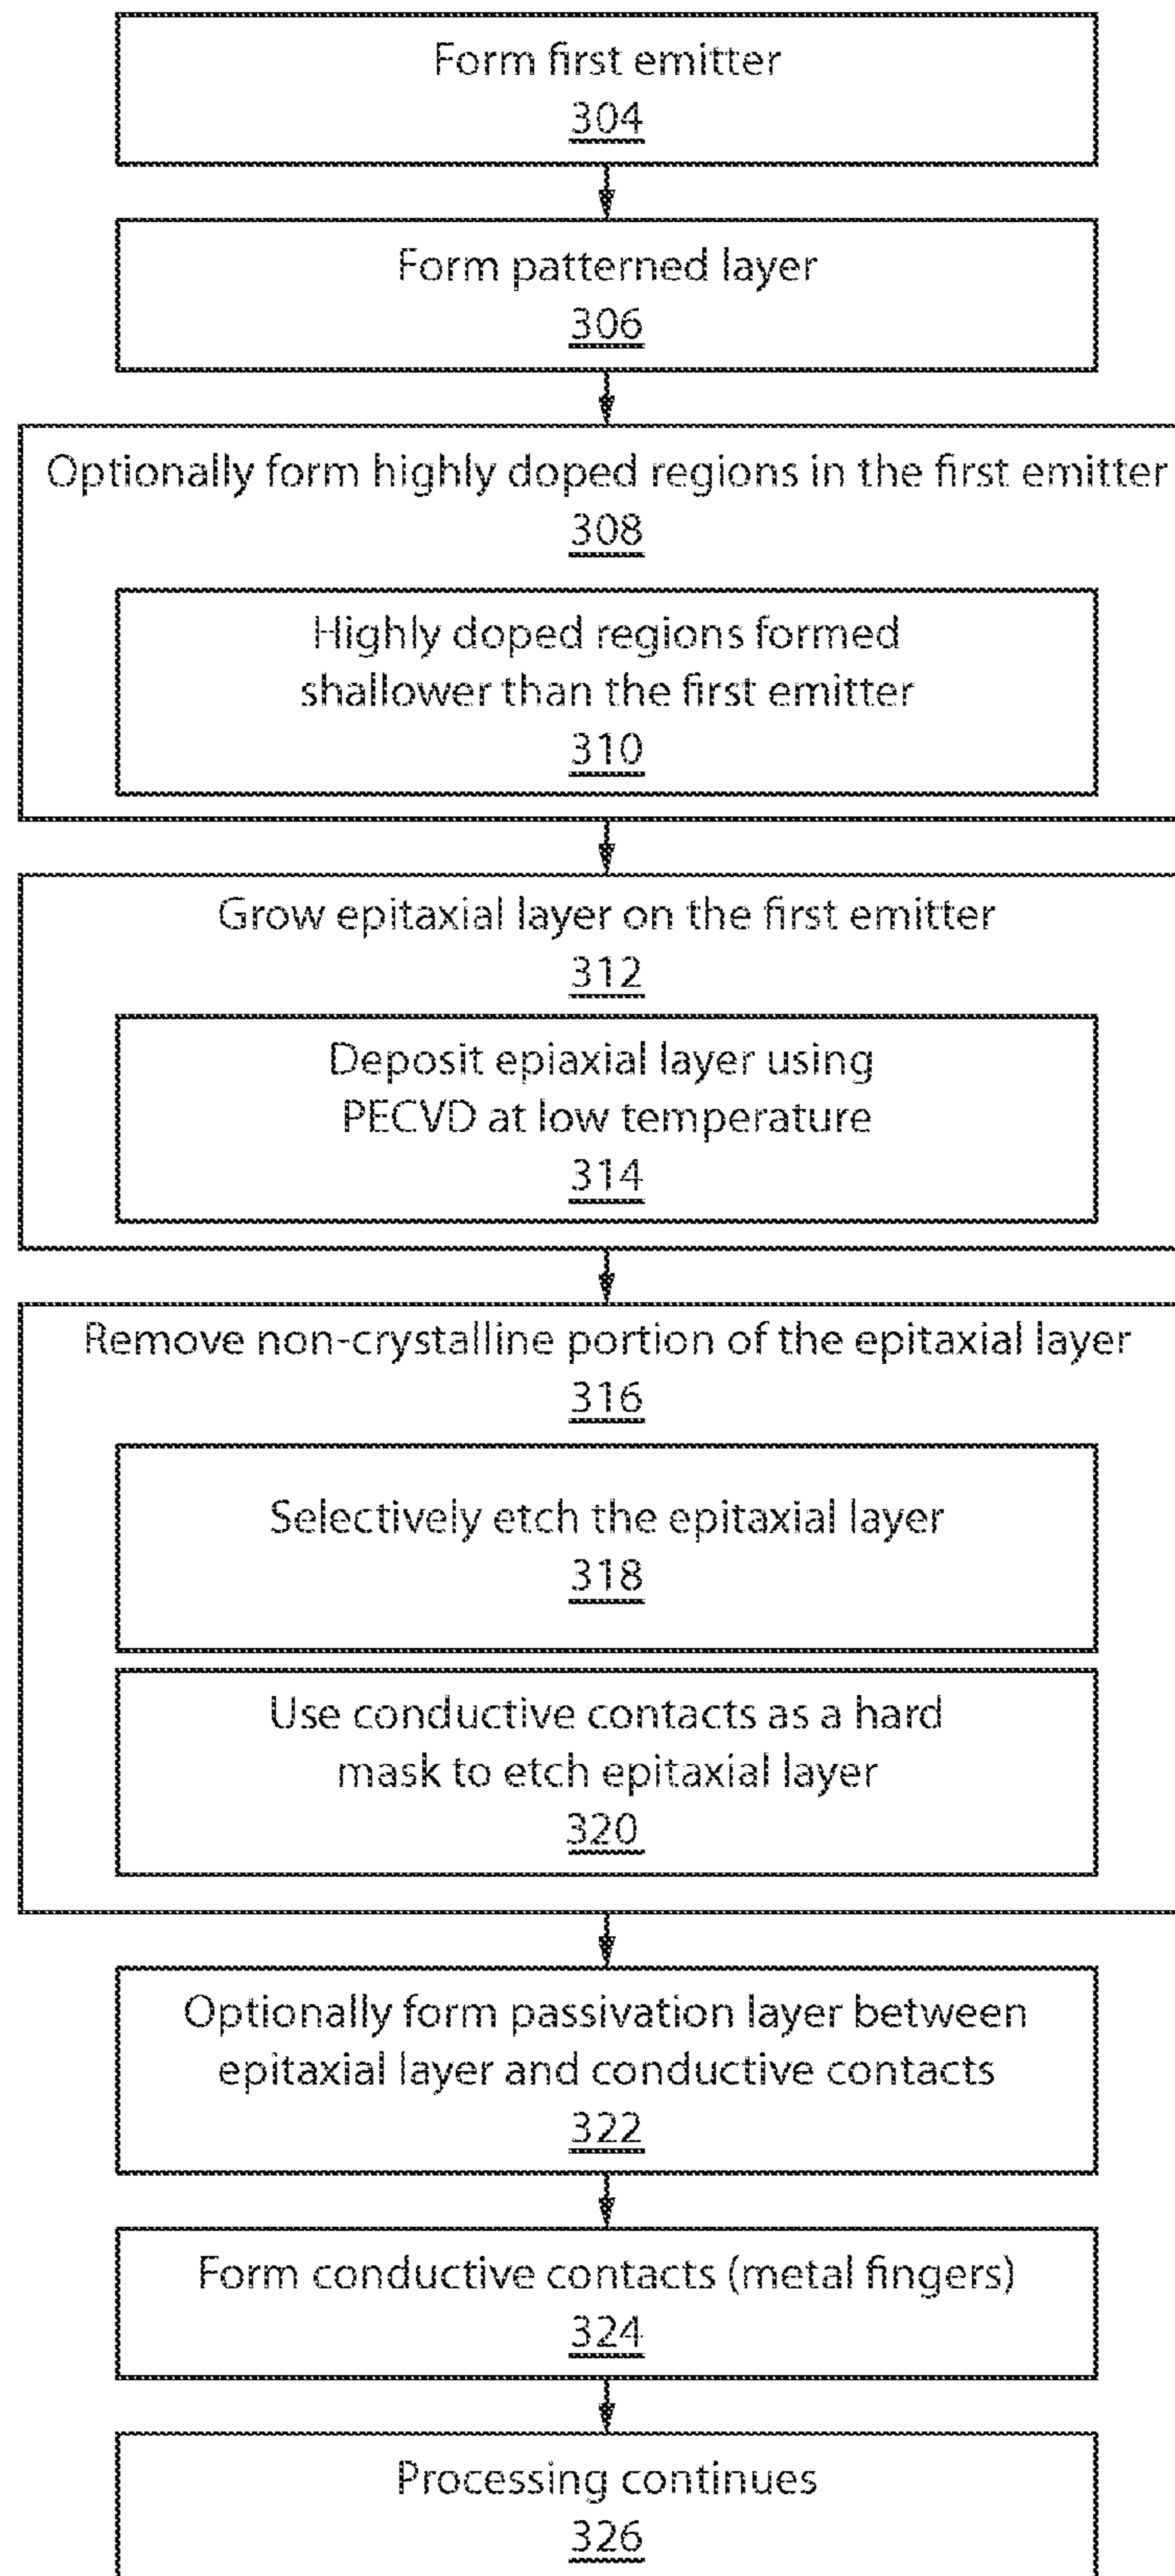 Form first emitter
304
Form patterned layer
306
Optionally form highly doped regions in the first emitter
308
Highly doped regions formed
shallower than the first emitter
310
Grow epitaxial layer on the first emitter
312
Deposit epiaxial layer using
PECVD at low temperature
314
Remove non-crystalline portion of the epitaxial layer
316
Selectively etch the epitaxial layer
318
Use conductive contacts as a hard
mask to etch epitaxial layer
320
Optionally form passivation layer between
epitaxial layer and conductive contacts
322
Form conductive contacts (metal fingers)
324
Processing continues
326